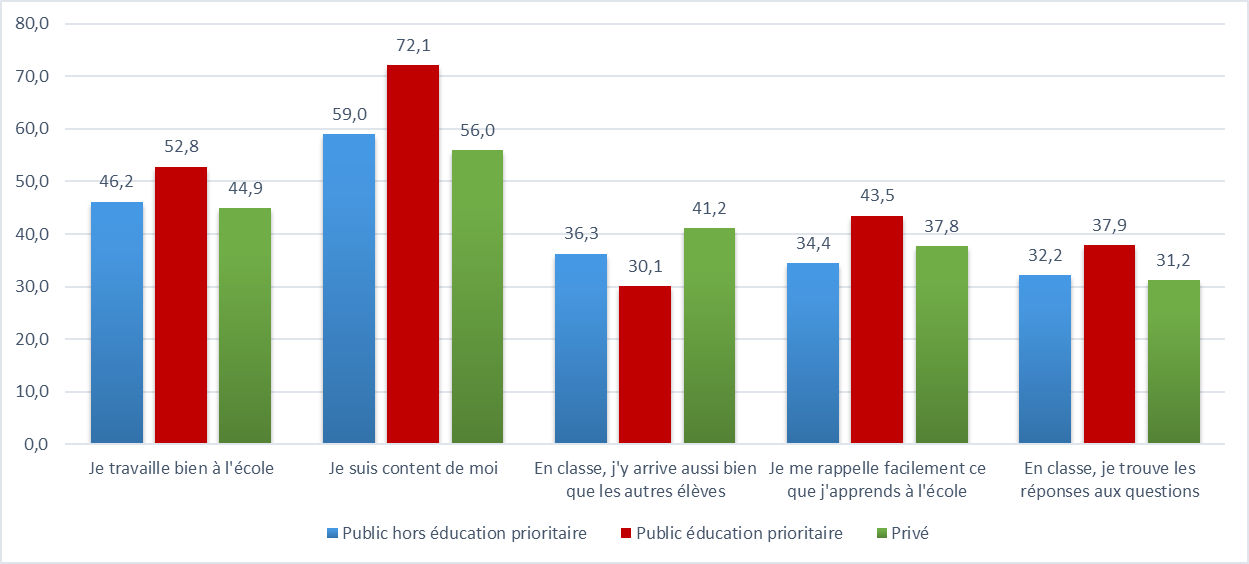 80,0
70,0
60,0
50,0
40,0
30,0
20,0
10,0
0,0
46,2
52,8
44,9
59,0
72,1
56,0
36,3
30,1
41,2
34,4
43,5
37,8
32,2
37,9
31,2
Je travaille bien à l'école
Je suis content de moi
En classe, j'y arrive aussi bien
que les autres élèves
Je me rappelle facilement ce
que j'apprends à l'école
En classe, je trouve les
réponses aux questions
Public hors éducation prioritaire
Public éducation prioritaire
Privé